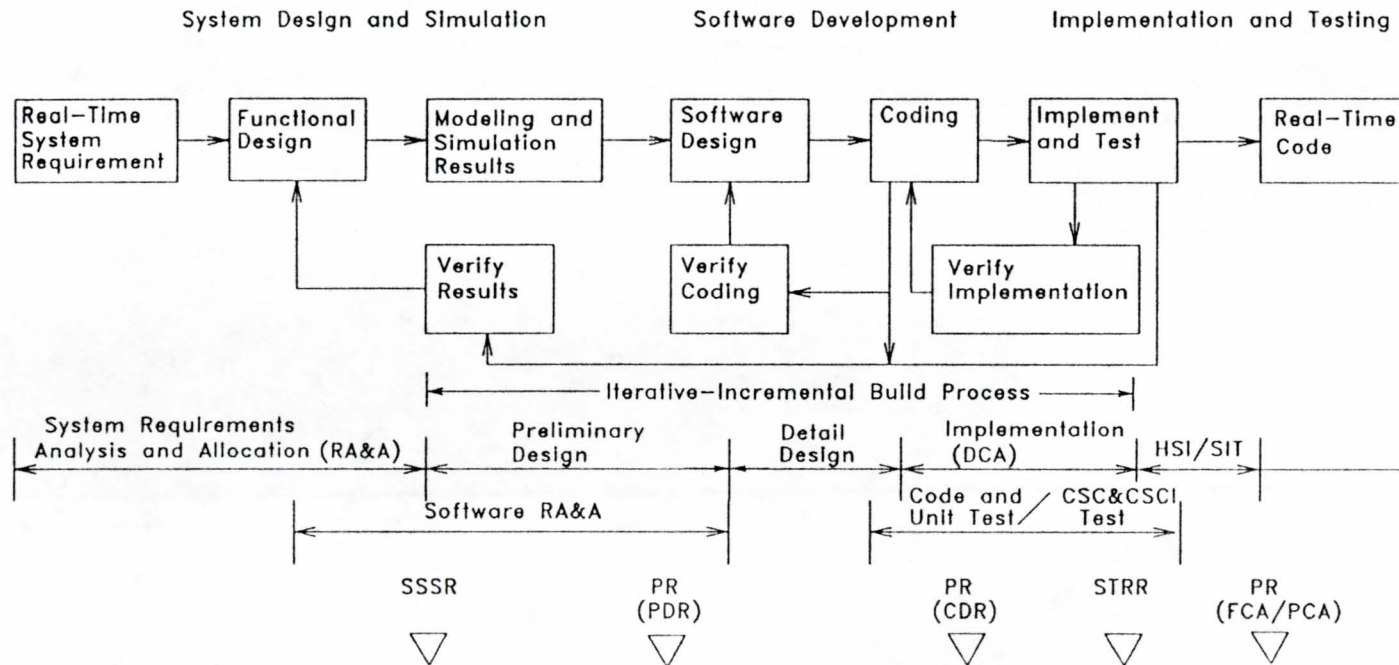 System Design and Simulation
Software Development
Implementation and Testing
Real-Time
System
Requirement
Functional
Design
Modeling and
Simulation
Results
Software
Design
Coding
Implement
and Test
Real-Time
Code
Verify
Results
Verify
Coding
Verify
Implementation
Iterative-Incremental Build Process
System Requirements
Analysis and Allocation (RA&A)
Preliminary
Design
Detail
Design
Implementation
(DCA)
HSI/SIT
Software RA&A
Code and
Unit Test / CSC&CSCI
Test
SSSR
PR
(PDR)
PR
(CDR)
STRR
PR
(FCA/PCA)